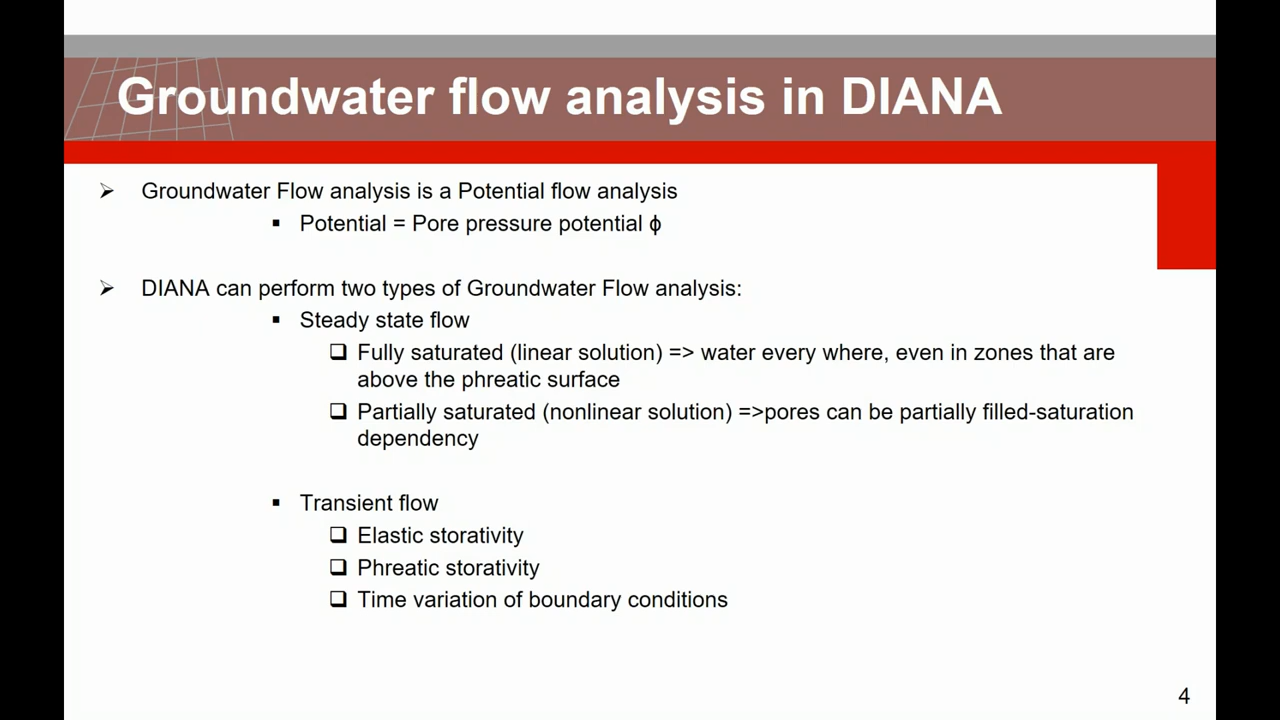 Groundwater flow analysis in DIANA
➢ Groundwater Flow analysis is a Potential flow analysis
▪ Potential = Pore pressure potential ϕ
➢ DIANA can perform two types of Groundwater Flow analysis:
▪ Steady state flow
❑ Fully saturated (linear solution) => water every where, even in zones that are
above the phreatic surface
❑ Partially saturated (nonlinear solution) =>pores can be partially filled-saturation
dependency
▪ Transient flow
❑ Elastic storativity
❑ Phreatic storativity
❑ Time variation of boundary conditions
4